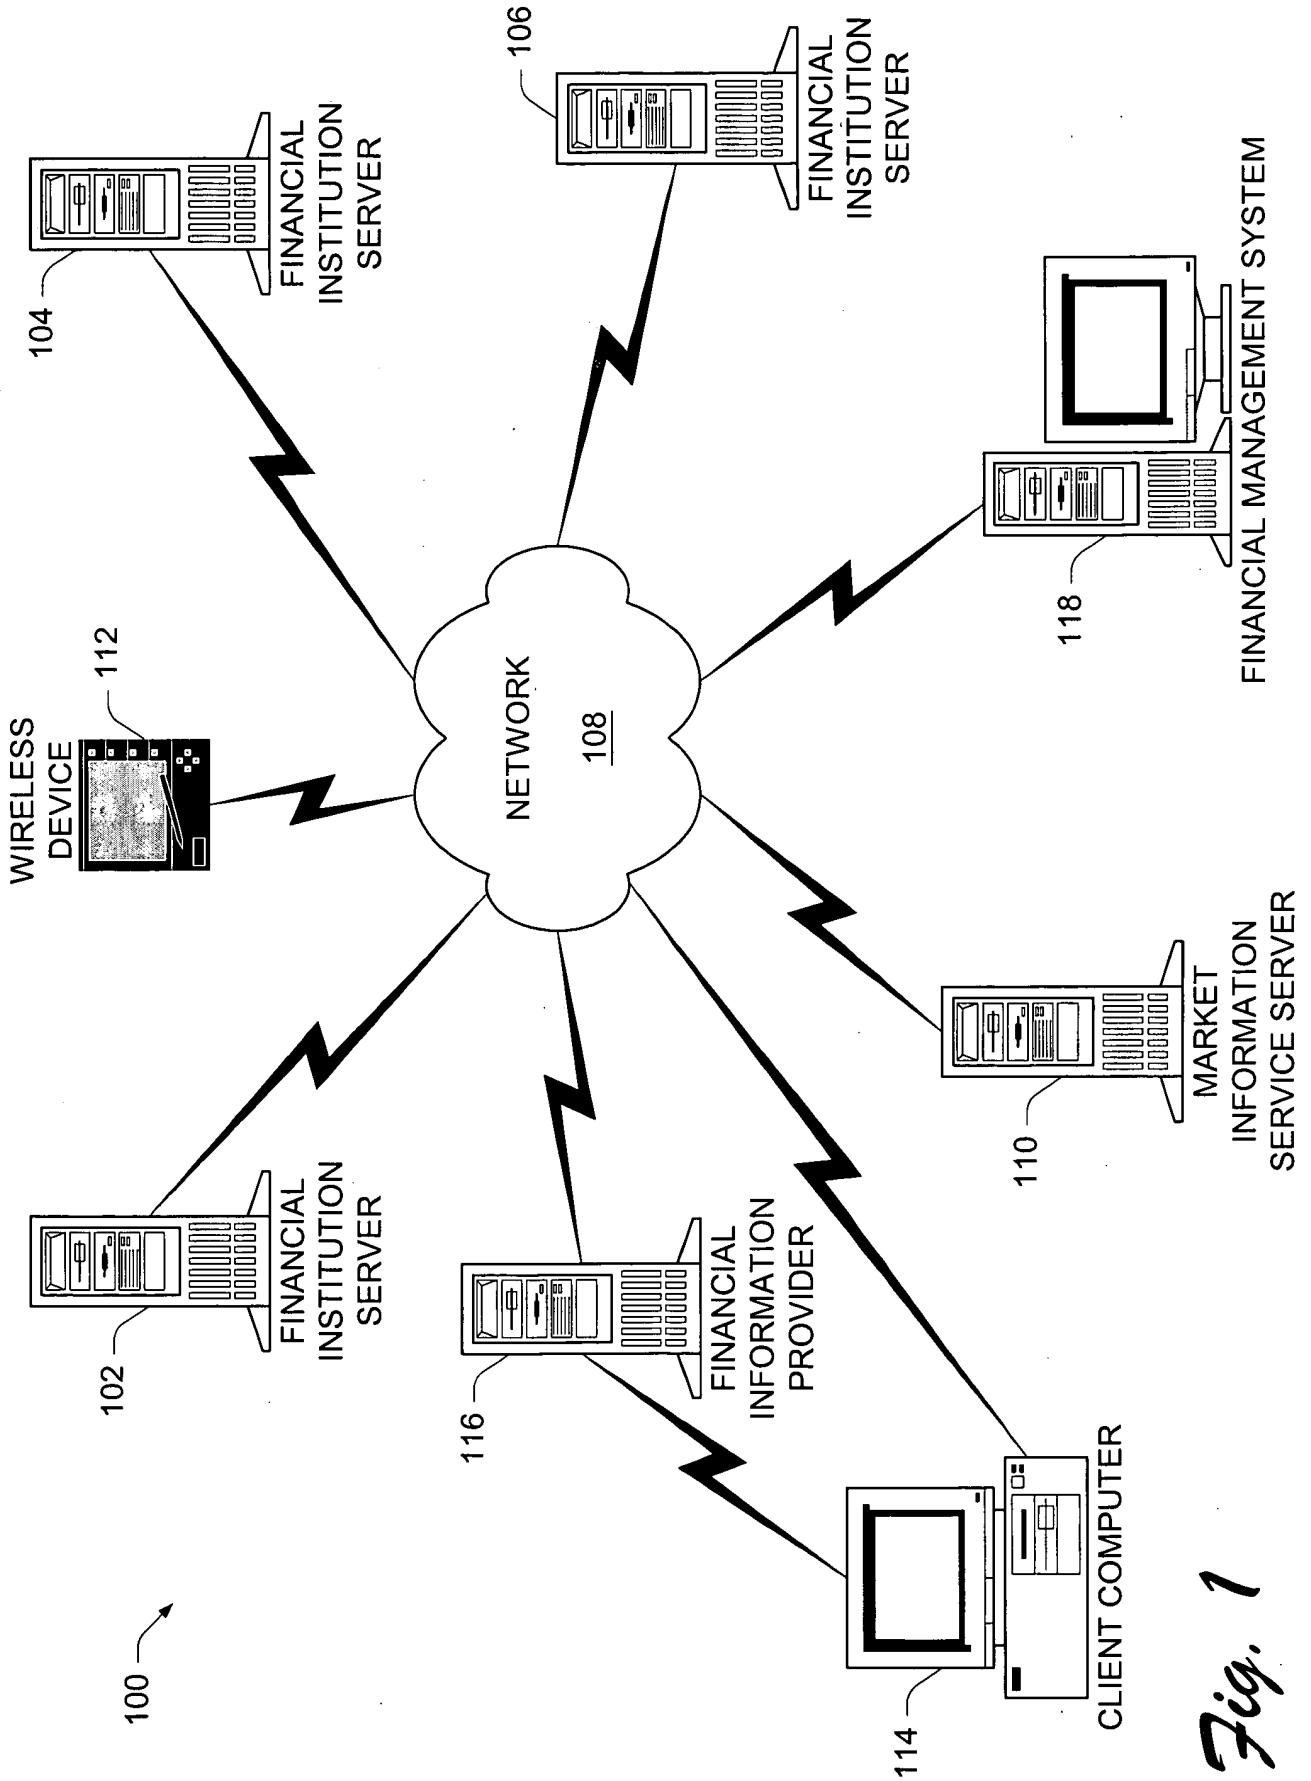 100
102
FINANCIAL
INSTITUTION
SERVER
WIRELESS
DEVICE
112
104
FINANCIAL
INSTITUTION
SERVER
116
FINANCIAL
INFORMATION
PROVIDER
NETWORK
108
106
FINANCIAL
INSTITUTION
SERVER
114
CLIENT COMPUTER
110
MARKET
INFORMATION
SERVICE SERVER
118
FINANCIAL MANAGEMENT SYSTEM
Fig. 1